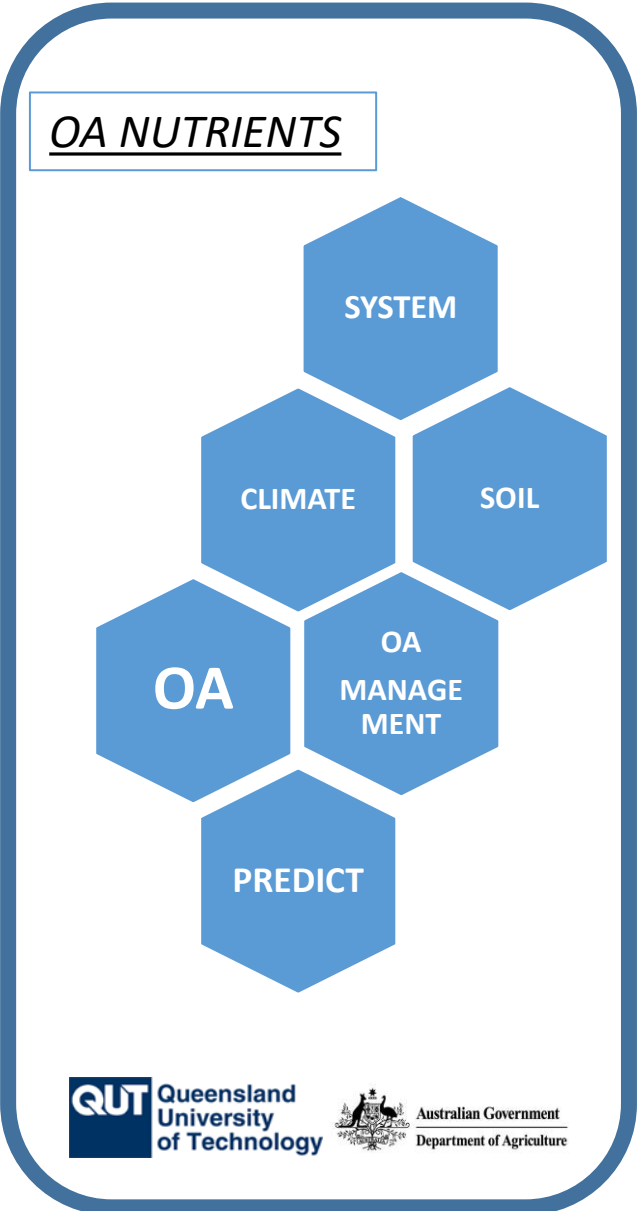 OA NUTRIENTS
SYSTEM
CLIMATE
SOIL
OA
OA
MANAGE
MENT
PREDICT
QUT
Queensland
University
of Technology
Australian Government
Department of Agriculture